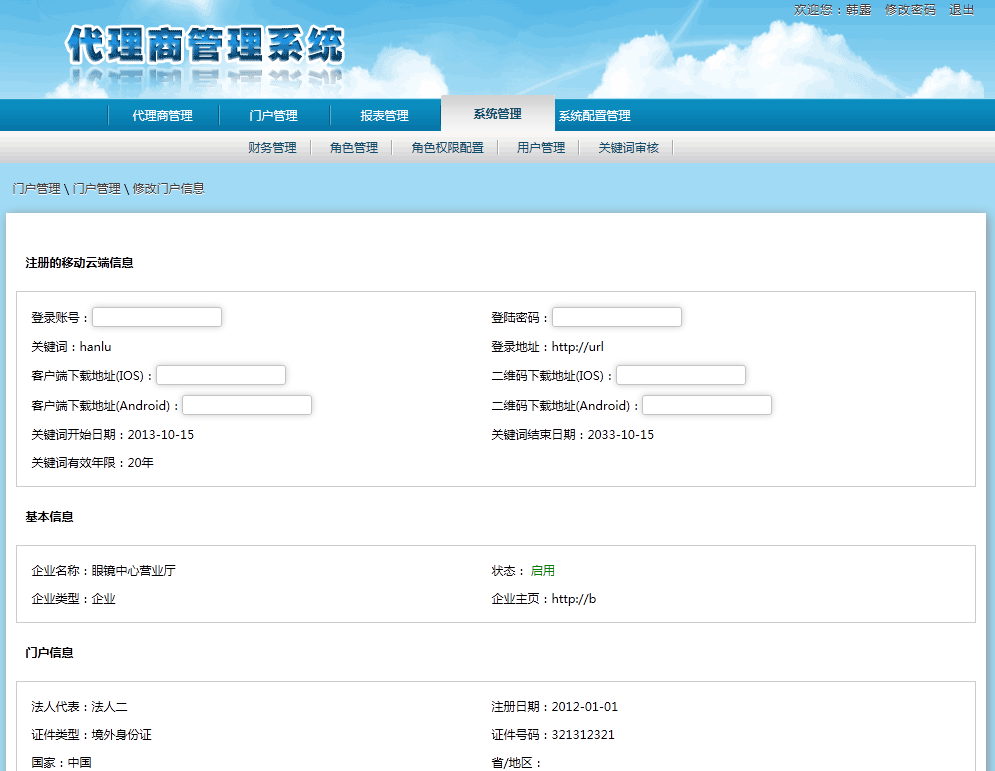 欢迎您：韩露 修改密码 退出
代理商管理系统
代理商管理 门户管理 报表管理 系统管理 系统配置管理
财务管理 角色管理 角色权限配置 用户管理 关键词审核
门户管理 \ 门户管理 \ 修改门户信息
注册的移动云端信息
登录账号： 登陆密码：
关键词：hanlu 登录地址：http://url
客户端下载地址(IOS)： 二维码下载地址(IOS)：
客户端下载地址(Android)： 二维码下载地址(Android)：
关键词开始日期：2013-10-15 关键词结束日期：2033-10-15
关键词有效年限：20年
基本信息
企业名称：眼镜中心营业厅 状态： 启用
企业类型：企业 企业主页：http://b
门户信息
法人代表：法人二 注册日期：2012-01-01
证件类型：境外身份证 证件号码：321312321
国家：中国 省/地区：